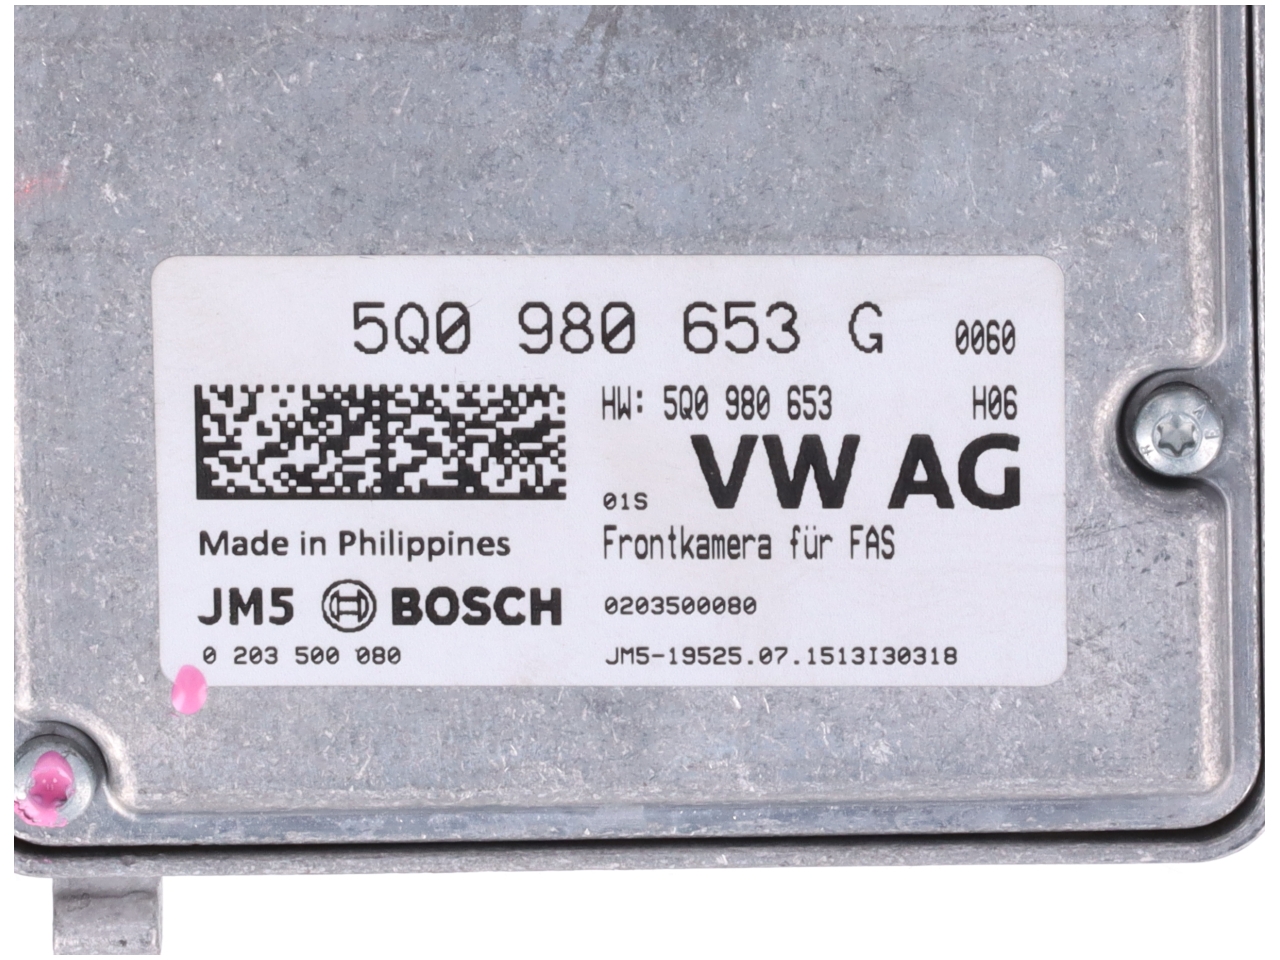 5Q0 980 653 G 0060
HW: 5Q0 980 653 H06
VW AG
01S
Made in Philippines
Frontkamera für FAS
JM5 BOSCH
0203500080
0 203 500 080
JM5-19525.07.1513I30318